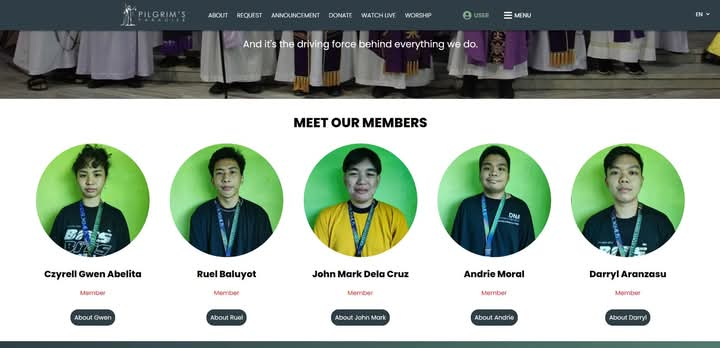 PILGRIM'S
PARADISE
ABOUT REQUEST ANNOUNCEMENT DONATE WATCH LIVE WORSHIP USER MENU EN
And it's the driving force behind everything we do.
MEET OUR MEMBERS
Czyrell Gwen Abelita Ruel Baluyot John Mark Dela Cruz Andrie Moral Darryl Aranzasu
Member Member Member Member Member
About Gwen About Ruel About John Mark About Andrie About Darryl